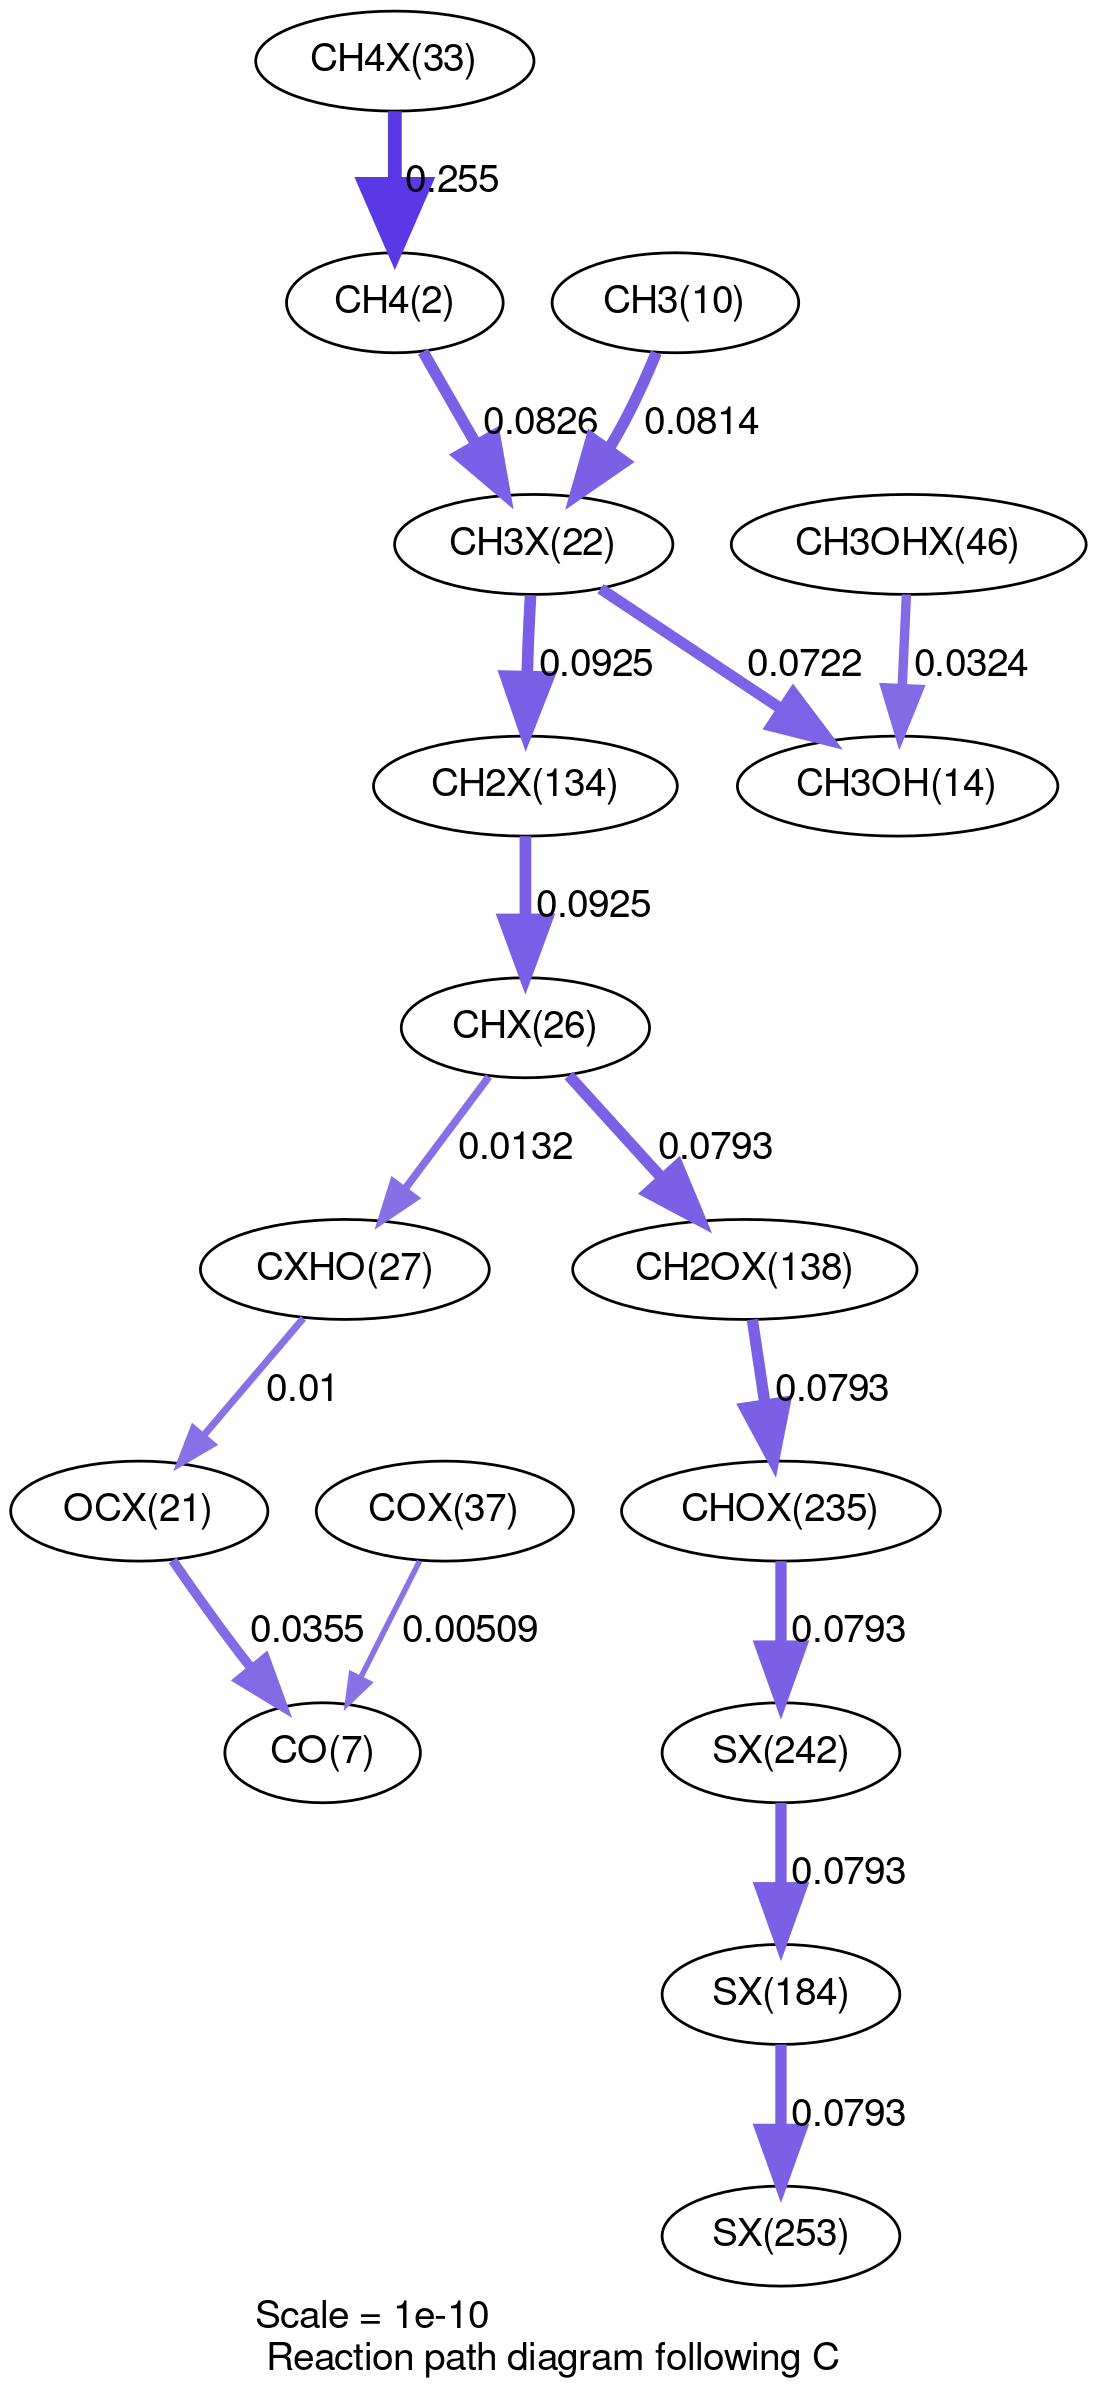 CH4X(33)
0.255
CH4(2)
CH3(10)
0.0826
0.0814
CH3X(22)
CH3OHX(46)
0.0925
0.0722
0.0324
CH2X(134)
CH3OH(14)
0.0925
CHX(26)
0.0132
0.0793
CXHO(27)
CH2OX(138)
0.01
0.0793
OCX(21)
COX(37)
CHOX(235)
0.0355
0.00509
0.0793
CO(7)
SX(242)
0.0793
SX(184)
0.0793
SX(253)
Scale = 1e-10
Reaction path diagram following C